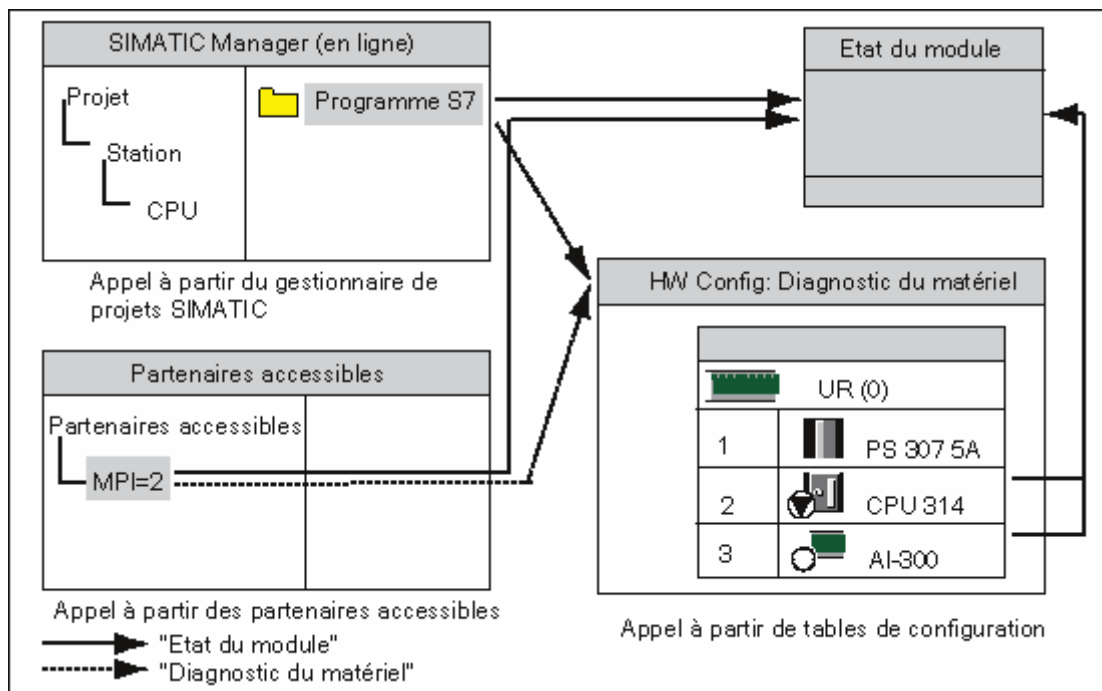 SIMATIC Manager (en ligne)
Projet
Station
CPU
Programme S7
Appel à partir du gestionnaire de
projets SIMATIC
Etat du module
Partenaires accessibles
Partenaires accessibles
MPI=2
Appel à partir des partenaires accessibles
"Etat du module"
"Diagnostic du matériel"
HW Config: Diagnostic du matériel
UR (0)
1 PS 307 5A
2 CPU 314
3 AI-300
Appel à partir de tables de configuration